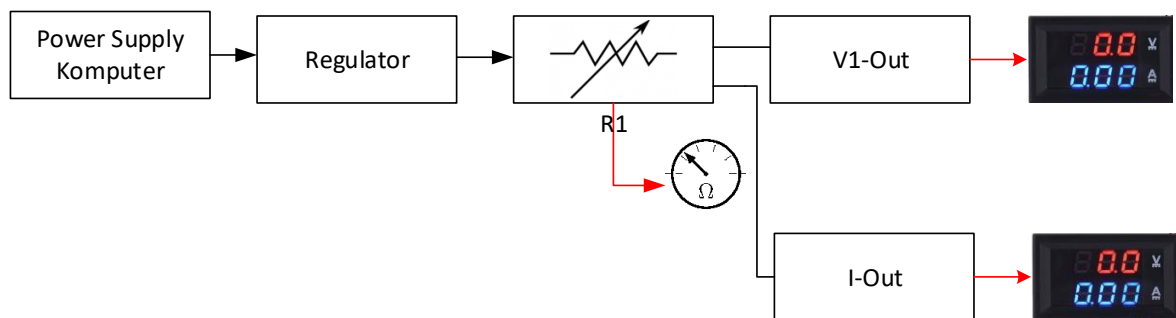 Power Supply
Komputer
Regulator
R1
Ω
V1-Out
0.0 V
0.00 A
I-Out
0.0 V
0.00 A